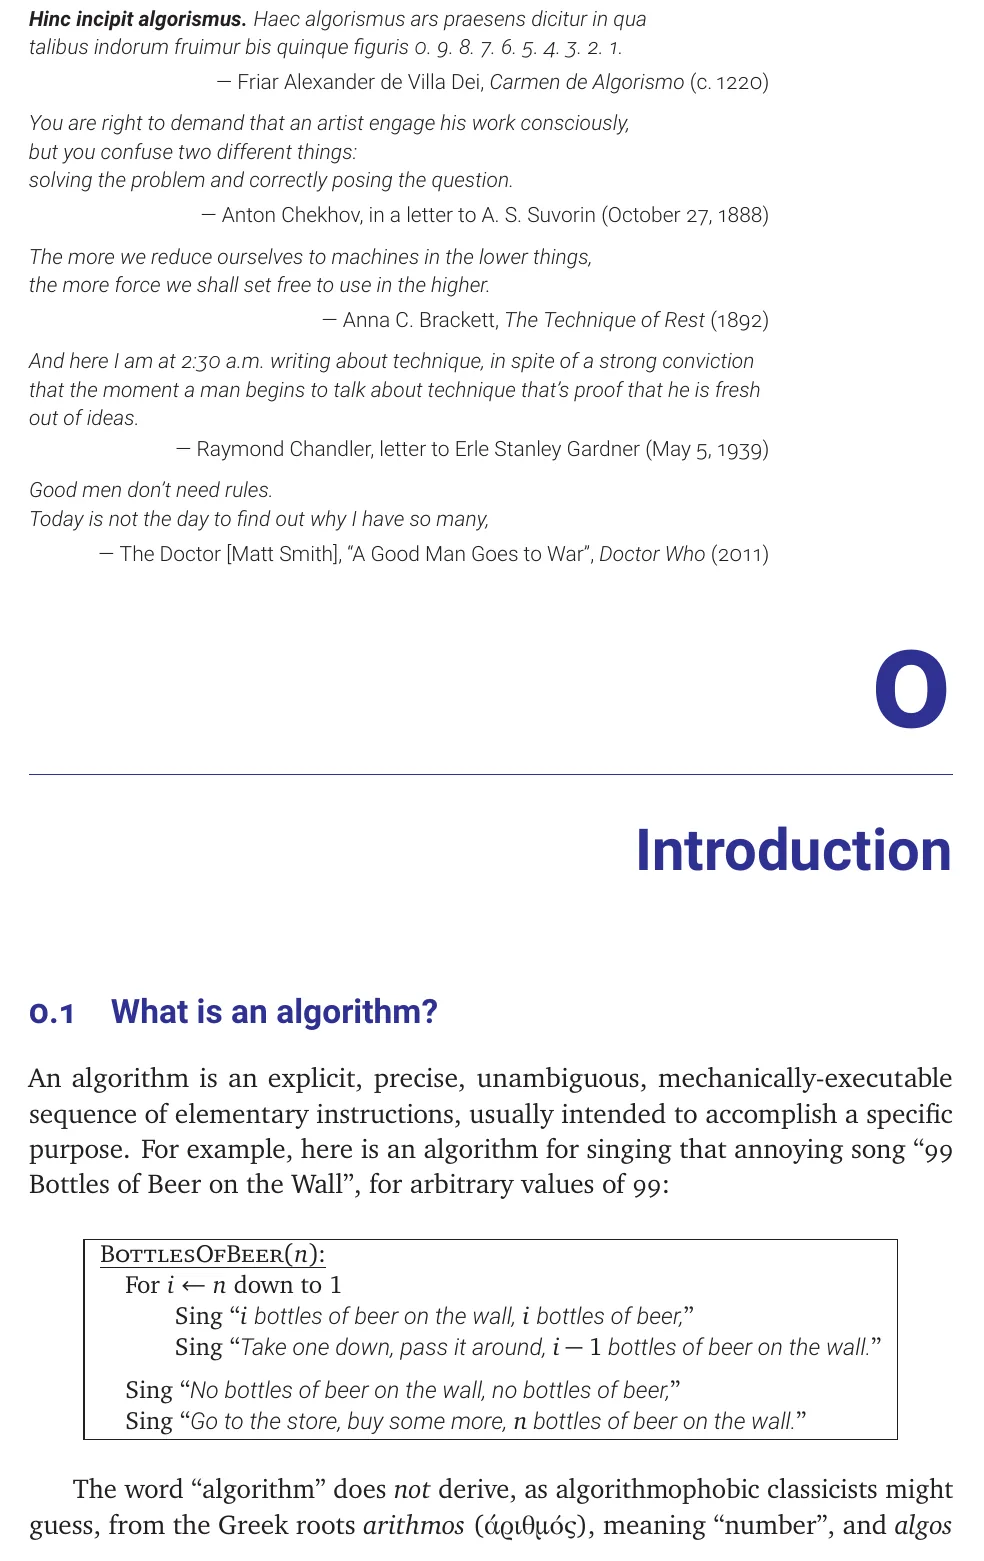 Hinc incipit algorismus. Haec algorismus ars praesens dicitur in qua
talibus indorum fruimur bis quinque figuris 0. 9. 8. 7. 6. 5. 4. 3. 2. 1.
— Friar Alexander de Villa Dei, Carmen de Algorismo (c. 1220)
You are right to demand that an artist engage his work consciously,
but you confuse two different things:
solving the problem and correctly posing the question.
— Anton Chekhov, in a letter to A. S. Suvorin (October 27, 1888)
The more we reduce ourselves to machines in the lower things,
the more force we shall set free to use in the higher.
— Anna C. Brackett, The Technique of Rest (1892)
And here I am at 2:30 a.m. writing about technique, in spite of a strong conviction
that the moment a man begins to talk about technique that's proof that he is fresh
out of ideas.
— Raymond Chandler, letter to Erle Stanley Gardner (May 5, 1939)
Good men don't need rules.
Today is not the day to find out why I have so many,
— The Doctor [Matt Smith], “A Good Man Goes to War”, Doctor Who (2011)
0
Introduction
0.1 What is an algorithm?
An algorithm is an explicit, precise, unambiguous, mechanically-executable
sequence of elementary instructions, usually intended to accomplish a specific
purpose. For example, here is an algorithm for singing that annoying song “99
Bottles of Beer on the Wall”, for arbitrary values of 99:
BottlesOfBeer(n):
For i ← n down to 1
Sing “i bottles of beer on the wall, i bottles of beer,”
Sing “Take one down, pass it around, i − 1 bottles of beer on the wall.”
Sing “No bottles of beer on the wall, no bottles of beer,”
Sing “Go to the store, buy some more, n bottles of beer on the wall.”
The word “algorithm” does not derive, as algorithmophobic classicists might
guess, from the Greek roots arithmos (άριθμός), meaning “number”, and algos